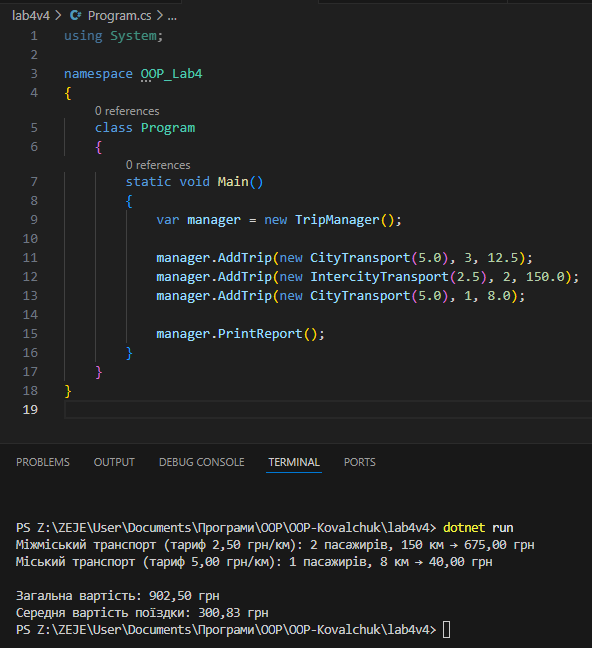 lab4v4 > Program.cs > ...
1 using System;
2
3 namespace OOP_Lab4
4 {
0 references
5 class Program
6 {
0 references
7 static void Main()
8 {
9 var manager = new TripManager();
10
11 manager.AddTrip(new CityTransport(5.0), 3, 12.5);
12 manager.AddTrip(new IntercityTransport(2.5), 2, 150.0);
13 manager.AddTrip(new CityTransport(5.0), 1, 8.0);
14
15 manager.PrintReport();
16 }
17 }
18 }
19
PROBLEMS OUTPUT DEBUG CONSOLE TERMINAL PORTS
PS Z:\ZEJE\User\Documents\Програми\OOP\OOP-Kovalchuk\lab4v4> dotnet run
Міжміський транспорт (тариф 2,50 грн/км): 2 пасажирів, 150 км → 675,00 грн
Міський транспорт (тариф 5,00 грн/км): 1 пасажирів, 8 км → 40,00 грн
Загальна вартість: 902,50 грн
Середня вартість поїздки: 300,83 грн
PS Z:\ZEJE\User\Documents\Програми\OOP\OOP-Kovalchuk\lab4v4>